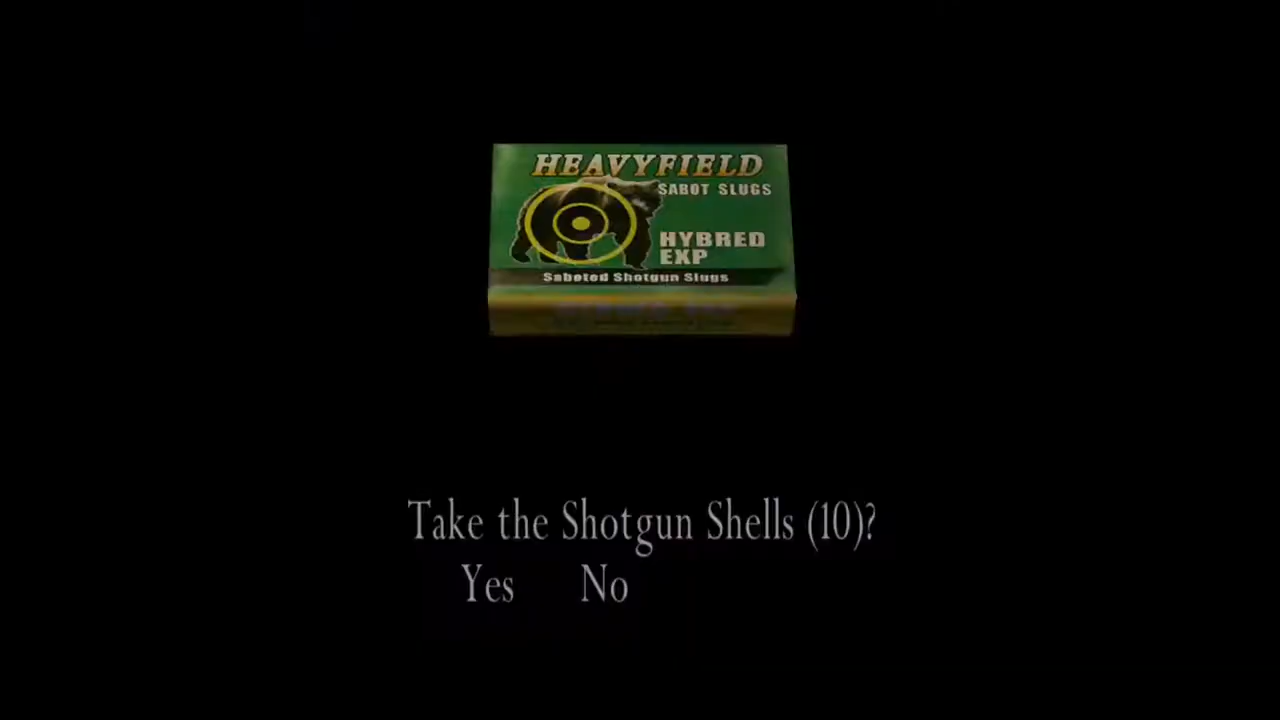 HEAVYFIELD
SABOT SLUGS
HYBRED
EXP
Saboted Shotgun Slugs
Take the Shotgun Shells (10)?
Yes No